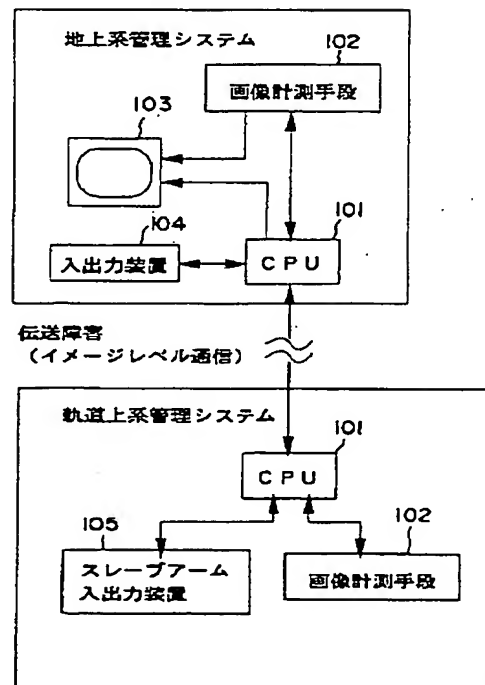 地上系管理システム
102
画像計測手段
103
101
104
入出力装置
CPU
伝送障害
(イメージレベル通信)
軌道上系管理システム
101
CPU
105
102
スレーブアーム
入出力装置
画像計測手段